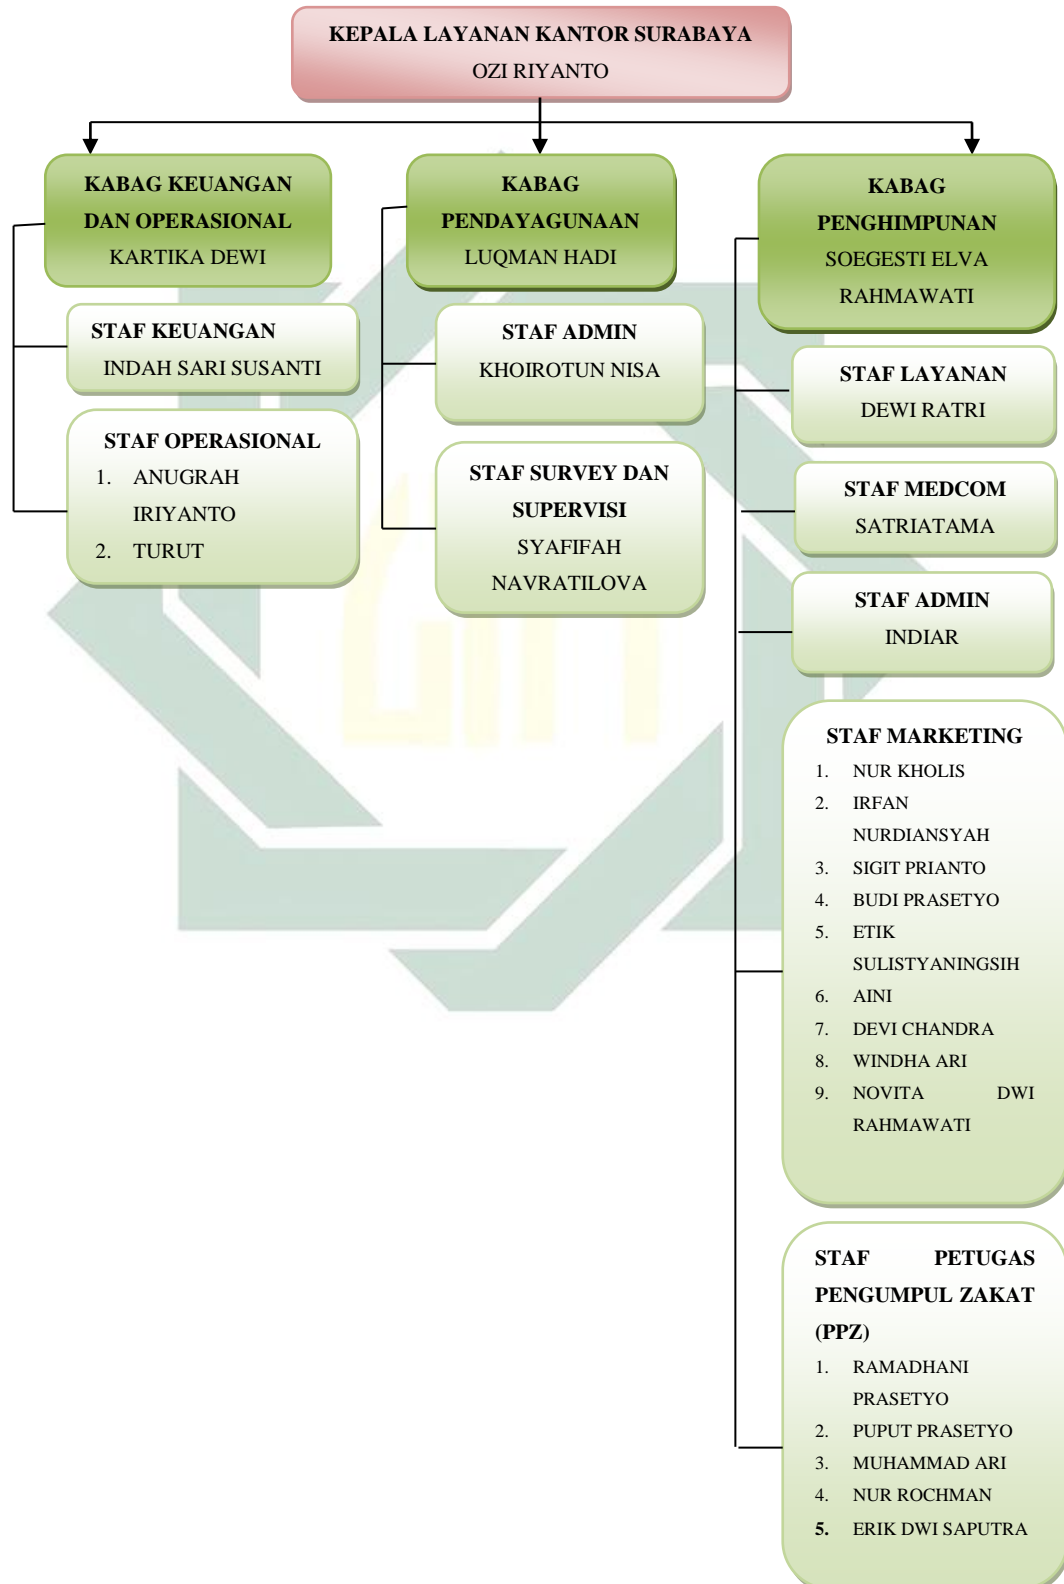 KEPALA LAYANAN KANTOR SURABAYA
OZI RIYANTO
KABAG KEUANGAN
DAN OPERASIONAL
KARTIKA DEWI
STAF KEUANGAN
INDAH SARI SUSANTI
STAF OPERASIONAL
1. ANUGRAH
IRIYANTO
2. TURUT
KABAG
PENDAYAGUNAAN
LUQMAN HADI
STAF ADMIN
KHOIROTUN NISA
STAF SURVEY DAN
SUPERVISI
SYAFIFAH
NAVRATILOVA
KABAG
PENGHIMPUNAN
SOEGESTI ELVA
RAHMAWATI
STAF LAYANAN
DEWI RATRI
STAF MEDCOM
SATRIATAMA
STAF ADMIN
INDIAR
STAF MARKETING
1. NUR KHOLIS
2. IRFAN
NURDIANSYAH
3. SIGIT PRIANTO
4. BUDI PRASETYO
5. ETIK
SULISTYANINGSIH
6. AINI
7. DEVI CHANDRA
8. WINDHA ARI
9. NOVITA DWI
RAHMAWATI
STAF PETUGAS
PENGUMPUL ZAKAT
(PPZ)
1. RAMADHANI
PRASETYO
2. PUPUT PRASETYO
3. MUHAMMAD ARI
4. NUR ROCHMAN
5. ERIK DWI SAPUTRA